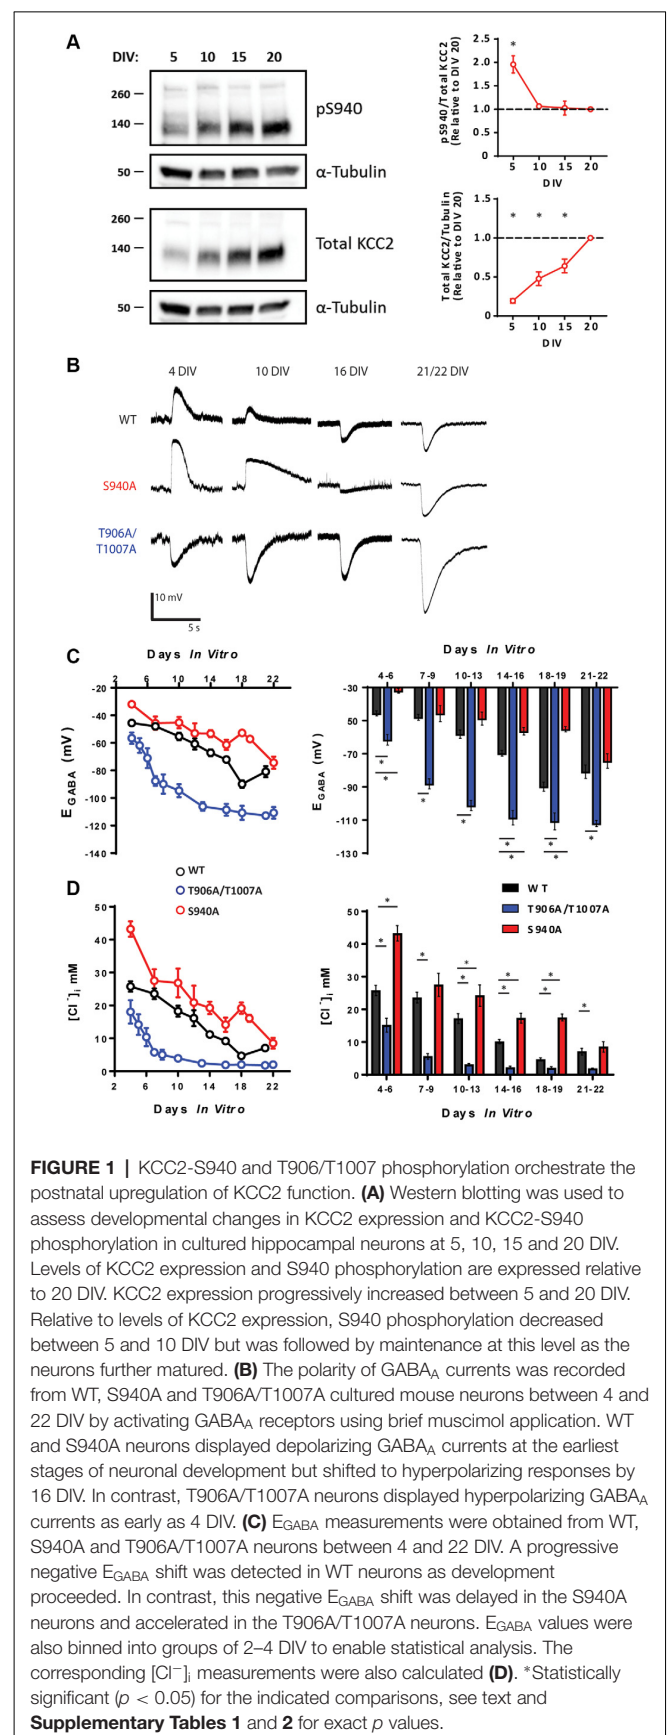 A
DIV: 5 10 15 20
260
140
pS940
50
α-Tubulin
260
140
Total KCC2
50
α-Tubulin
pS940/Total KCC2
(Relative to DIV 20)
2.5
2.0
1.5
1.0
0.5
0
*
5 10 15 20
DIV
Total KCC2/Tubulin
(Relative to DIV 20)
* * *
1.0
0.5
0
5 10 15 20
DIV
B
4 DIV 10 DIV 16 DIV 21/22 DIV
WT
S940A
T906A/
T1007A
10 mV
5 s
C
Days In Vitro
2 6 10 14 18 22
-20
-40
-60
-80
-100
-120
-140
EGABA (mV)
Days In Vitro
4-6 7-9 10-13 14-16 18-19 21-22
-30
-50
-70
-90
-110
-130
EGABA (mV)
* * * * * * * * *
WT
T906A/T1007A
S940A
D
50
40
30
20
10
0
[Cl-]i mM
2 6 10 14 18 22
Days In Vitro
WT
T906A/T1007A
S940A
50
40
30
20
10
0
[Cl-]i mM
* * * * * * * * * *
4-6 7-9 10-13 14-16 18-19 21-22
Days In Vitro
FIGURE 1 | KCC2-S940 and T906/T1007 phosphorylation orchestrate the
postnatal upregulation of KCC2 function. (A) Western blotting was used to
assess developmental changes in KCC2 expression and KCC2-S940
phosphorylation in cultured hippocampal neurons at 5, 10, 15 and 20 DIV.
Levels of KCC2 expression and S940 phosphorylation are expressed relative
to 20 DIV. KCC2 expression progressively increased between 5 and 20 DIV.
Relative to levels of KCC2 expression, S940 phosphorylation decreased
between 5 and 10 DIV but was followed by maintenance at this level as the
neurons further matured. (B) The polarity of GABAA currents was recorded
from WT, S940A and T906A/T1007A cultured mouse neurons between 4 and
22 DIV by activating GABAA receptors using brief muscimol application. WT
and S940A neurons displayed depolarizing GABAA currents at the earliest
stages of neuronal development but shifted to hyperpolarizing responses by
16 DIV. In contrast, T906A/T1007A neurons displayed hyperpolarizing GABAA
currents as early as 4 DIV. (C) EGABA measurements were obtained from WT,
S940A and T906A/T1007A neurons between 4 and 22 DIV. A progressive
negative EGABA shift was detected in WT neurons as development
proceeded. In contrast, this negative EGABA shift was delayed in the S940A
neurons and accelerated in the T906A/T1007A neurons. EGABA values were
also binned into groups of 2–4 DIV to enable statistical analysis. The
corresponding [Cl−]i measurements were also calculated (D). *Statistically
significant (p < 0.05) for the indicated comparisons, see text and
Supplementary Tables 1 and 2 for exact p values.